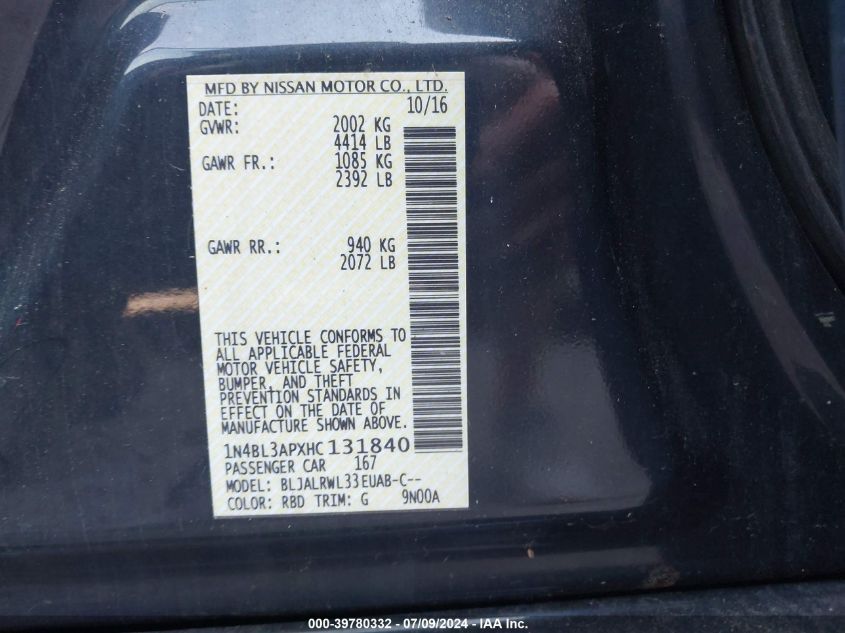 MFD BY NISSAN MOTOR CO., LTD.
DATE: 10/16
GVWR: 2002 KG
4414 LB
GAWR FR.: 1085 KG
2392 LB
GAWR RR.: 940 KG
2072 LB
THIS VEHICLE CONFORMS TO
ALL APPLICABLE FEDERAL
MOTOR VEHICLE SAFETY,
BUMPER, AND THEFT
PREVENTION STANDARDS IN
EFFECT ON THE DATE OF
MANUFACTURE SHOWN ABOVE.
1N4BL3APXHC131840
PASSENGER CAR 167
MODEL: BLJALRWL33EUAB-C--
COLOR: RBD TRIM: G 9N00A
000-39780332 - 07/09/2024 - IAA Inc.